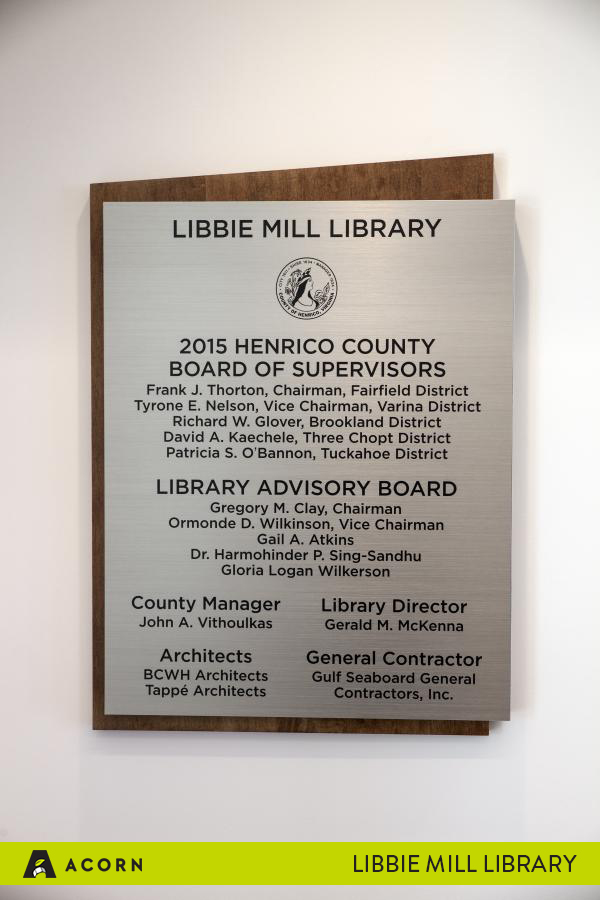 LIBBIE MILL LIBRARY
COUNTY OF HENRICO, VIRGINIA
2015 HENRICO COUNTY
BOARD OF SUPERVISORS
Frank J. Thorton, Chairman, Fairfield District
Tyrone E. Nelson, Vice Chairman, Varina District
Richard W. Glover, Brookland District
David A. Kaechele, Three Chopt District
Patricia S. O'Bannon, Tuckahoe District
LIBRARY ADVISORY BOARD
Gregory M. Clay, Chairman
Ormonde D. Wilkinson, Vice Chairman
Gail A. Atkins
Dr. Harmohinder P. Sing-Sandhu
Gloria Logan Wilkerson
County Manager
John A. Vithoulkas
Library Director
Gerald M. McKenna
Architects
BCWH Architects
Tappé Architects
General Contractor
Gulf Seaboard General
Contractors, Inc.
ACORN
LIBBIE MILL LIBRARY